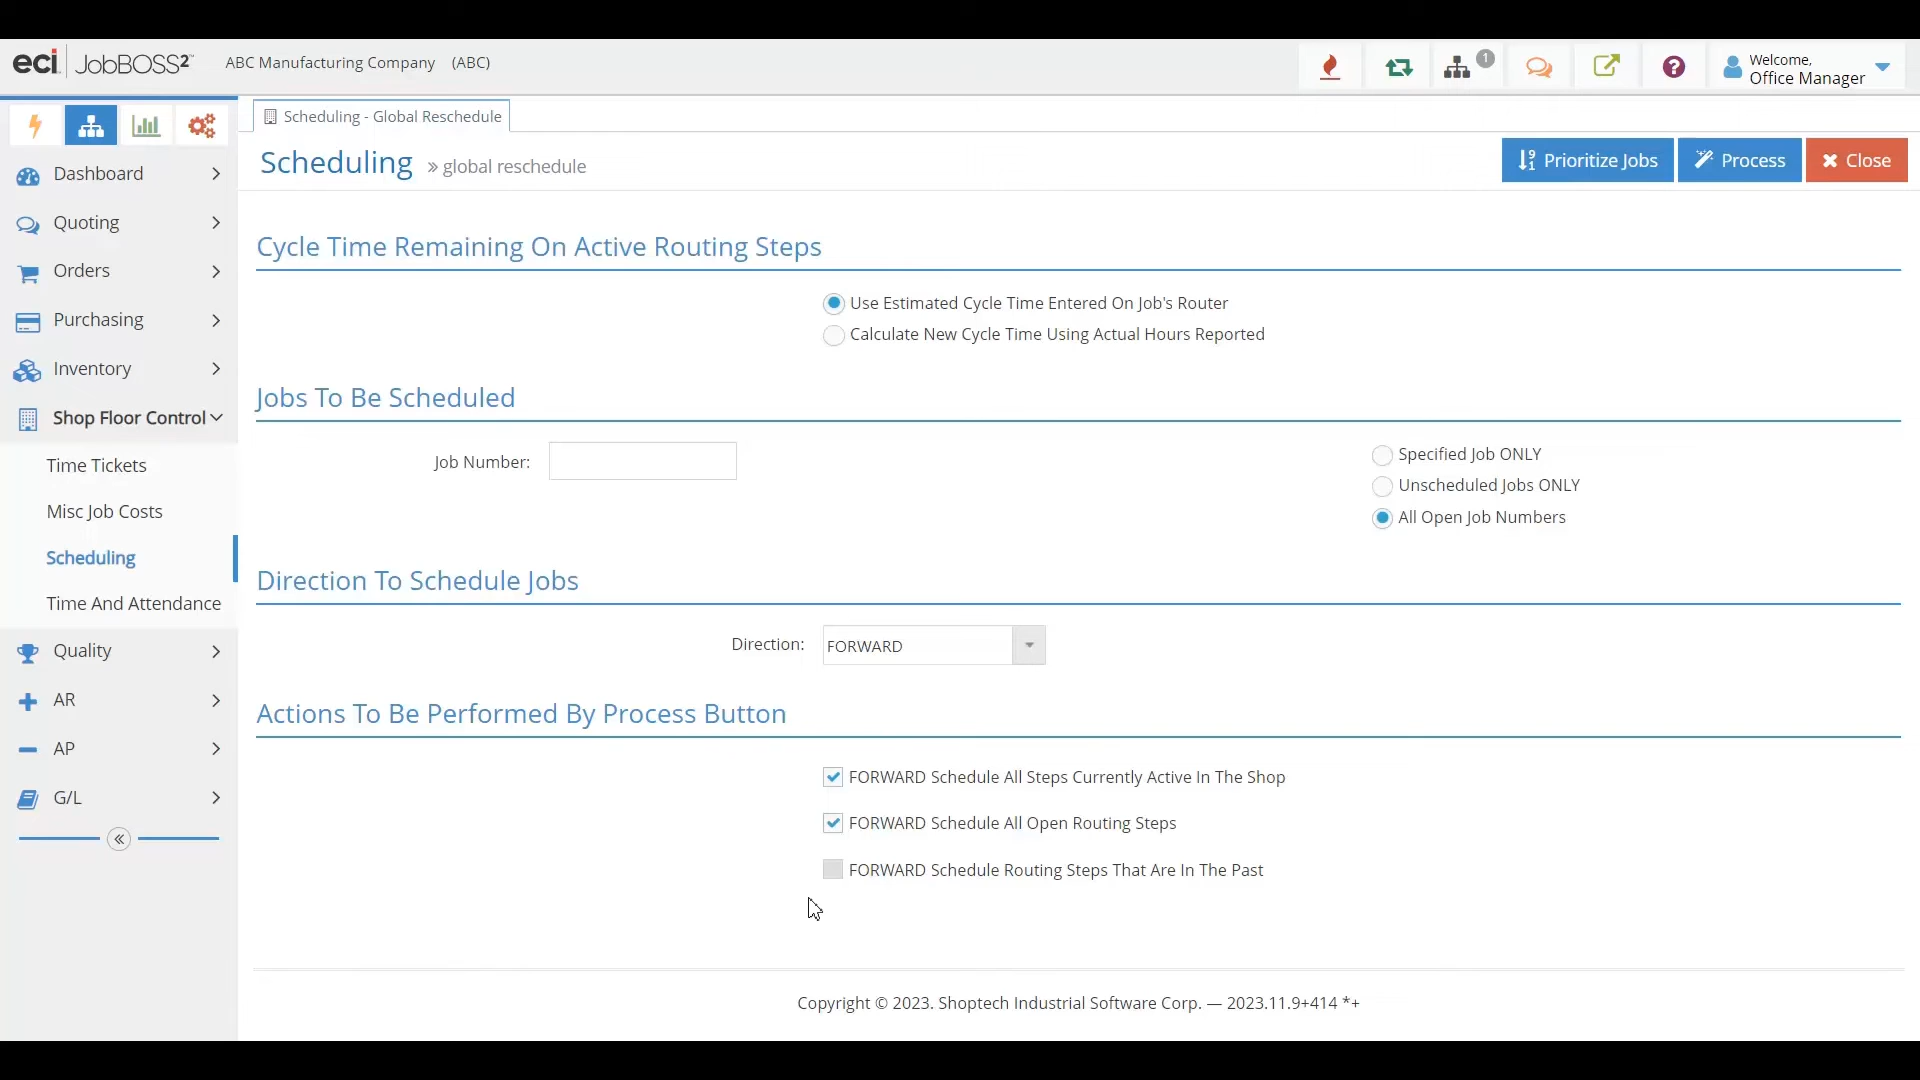 eci JobBOSS²™ ABC Manufacturing Company (ABC) 1 Welcome, Office Manager
Scheduling - Global Reschedule
Scheduling » global reschedule Prioritize Jobs Process Close
Dashboard
Quoting
Orders
Purchasing
Inventory
Shop Floor Control
Time Tickets
Misc Job Costs
Scheduling
Time And Attendance
Quality
AR
AP
G/L
Cycle Time Remaining On Active Routing Steps
Use Estimated Cycle Time Entered On Job's Router
Calculate New Cycle Time Using Actual Hours Reported
Jobs To Be Scheduled
Job Number:
Specified Job ONLY
Unscheduled Jobs ONLY
All Open Job Numbers
Direction To Schedule Jobs
Direction: FORWARD
Actions To Be Performed By Process Button
FORWARD Schedule All Steps Currently Active In The Shop
FORWARD Schedule All Open Routing Steps
FORWARD Schedule Routing Steps That Are In The Past
Copyright © 2023. Shoptech Industrial Software Corp. — 2023.11.9+414 *+